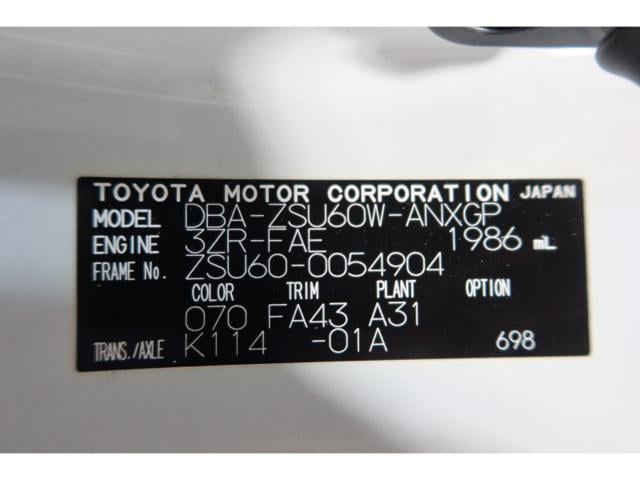 TOYOTA MOTOR CORPORATION JAPAN
MODEL DBA-ZSU60W-ANXGP
ENGINE 3ZR-FAE 1986 mL
FRAME No. ZSU60-0054904
COLOR TRIM PLANT OPTION
070 FA43 A31
TRANS./AXLE K114 -01A 698